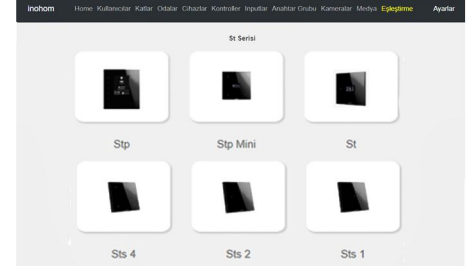 inohom Home Kullanıcılar Katlar Odalar Cihazlar Kontroller Inputlar Anahtar Grubu Kameralar Medya Eşleştirme Ayarlar
St Serisi
Stp Stp Mini St
Sts 4 Sts 2 Sts 1